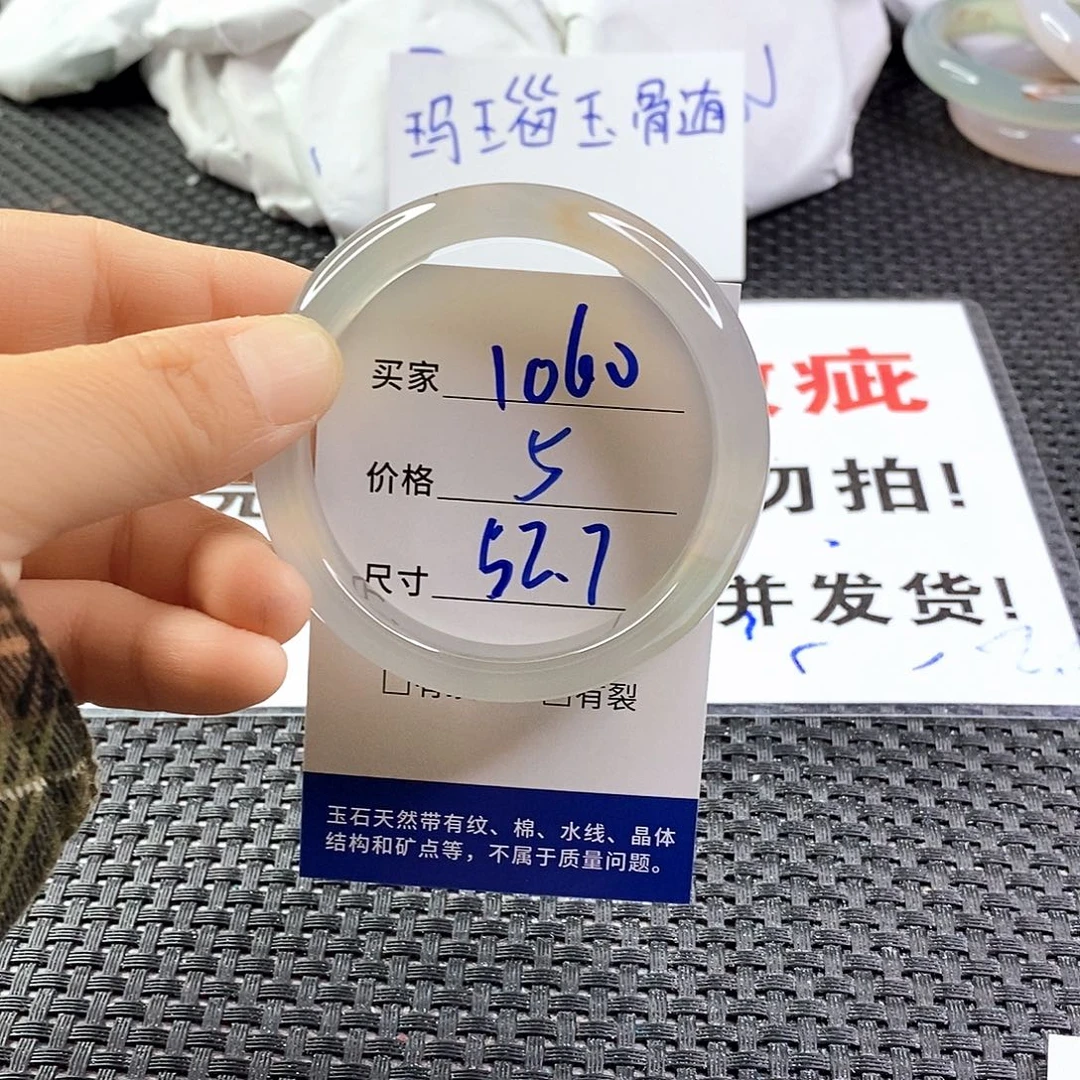 玛瑙玉骨随
买家 1060
价格 5
尺寸 52.7
有裂
玉石天然带有纹、棉、水线、晶体
结构和矿点等，不属于质量问题。
疵
勿拍！
并发货！